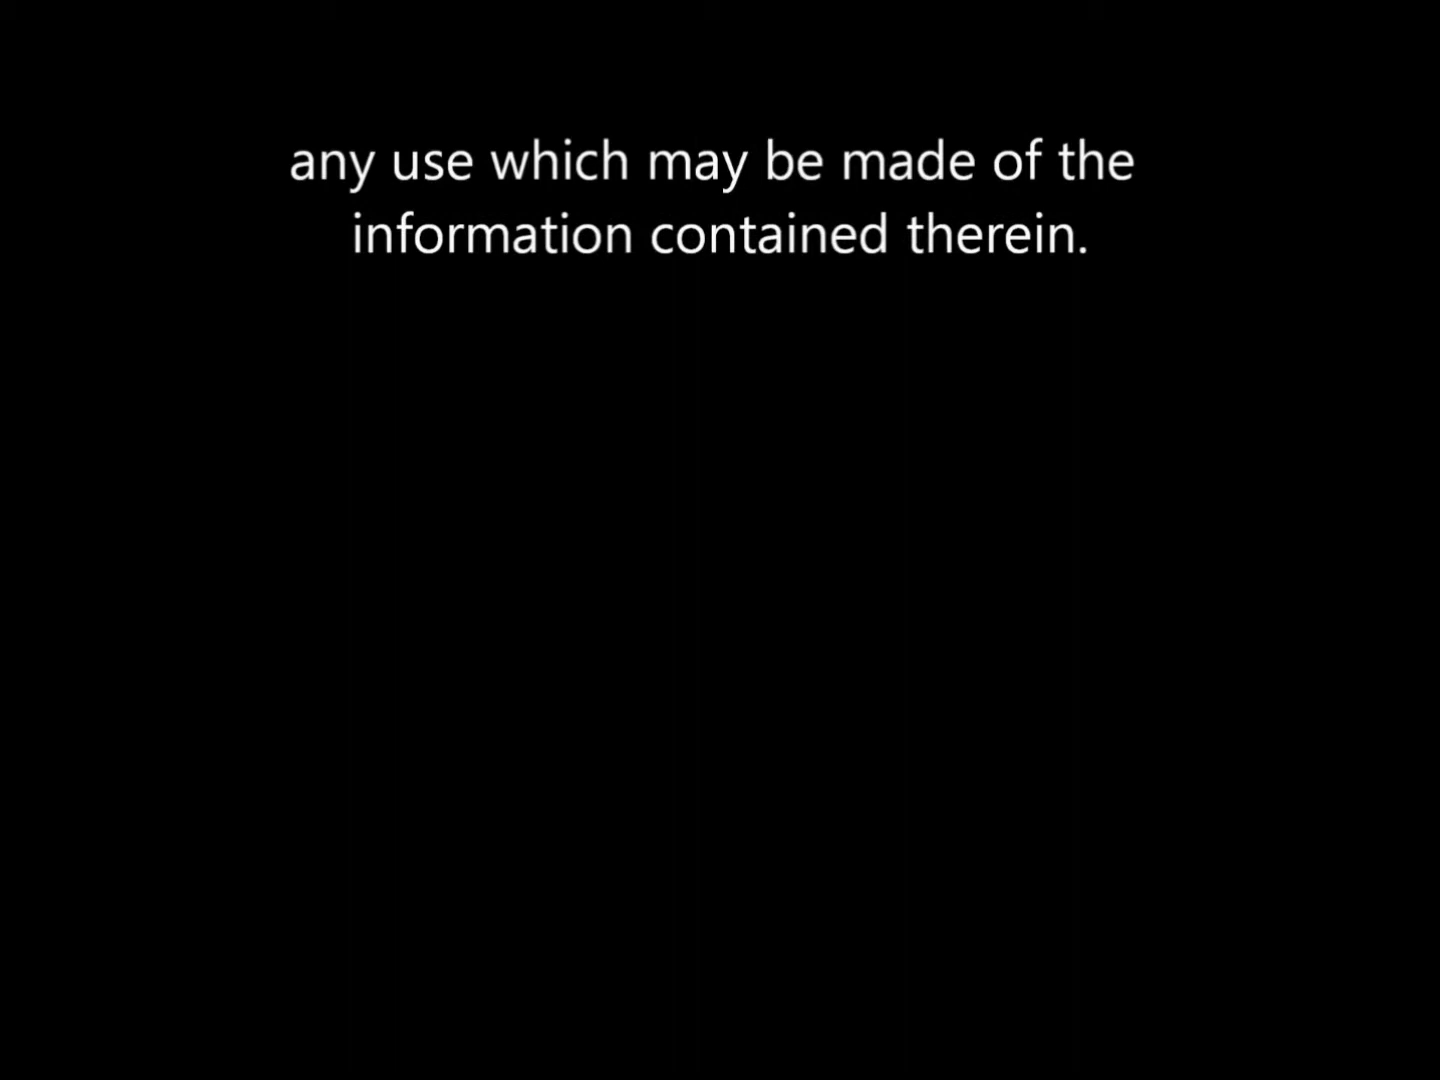 any use which may be made of the
information contained therein.